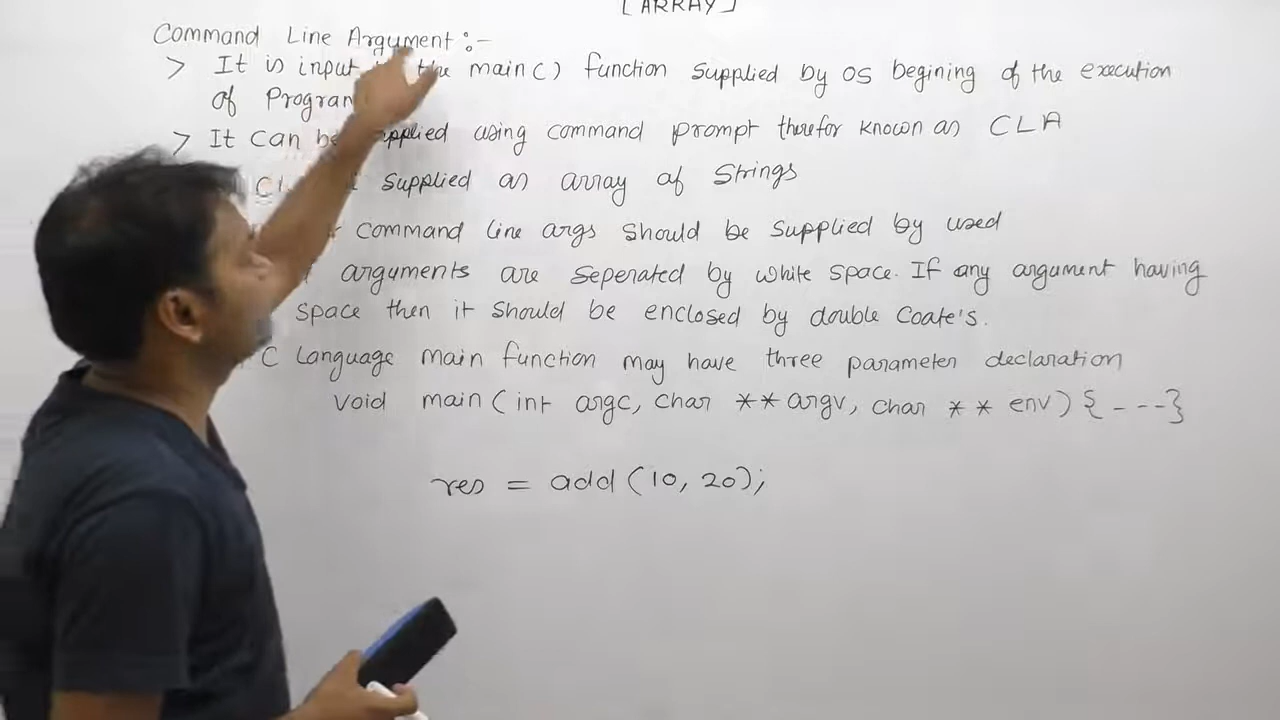 [ARRAY]
Command Line Argument :-
> It is input the main() function supplied by OS begining of the execution
of Program
> It can be supplied using command prompt therefor known as CLA
supplied as array of Strings
command line args should be supplied by used
arguments are seperated by white space. If any argument having
space then it should be enclosed by double Coate's.
C Language main function may have three parameter declaration
void main(int argc, char **argv, char ** env) { - - - }
res = add(10, 20);